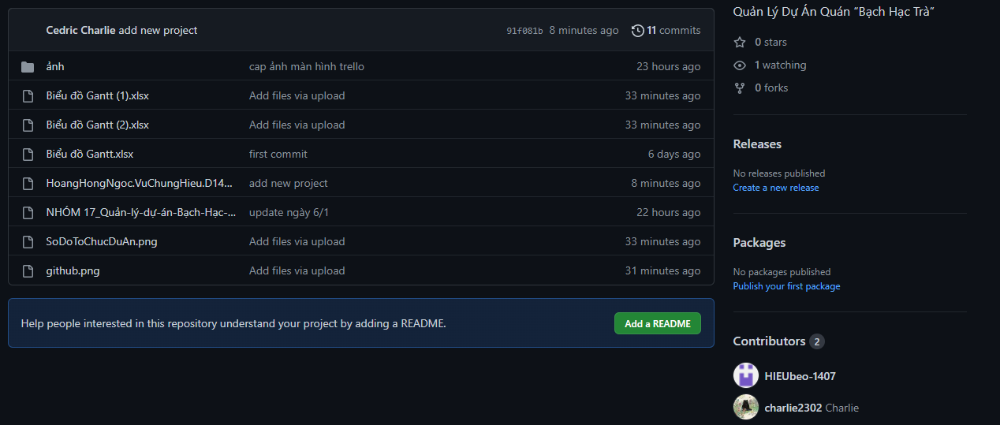 Cedric Charlie add new project 91f081b 8 minutes ago 11 commits
ảnh cap ảnh màn hình trello 23 hours ago
Biểu đồ Gantt (1).xlsx Add files via upload 33 minutes ago
Biểu đồ Gantt (2).xlsx Add files via upload 33 minutes ago
Biểu đồ Gantt.xlsx first commit 6 days ago
HoangHongNgoc.VuChungHieu.D14... add new project 8 minutes ago
NHÓM 17_Quản-lý-dự-án-Bạch-Hạc-... update ngày 6/1 22 hours ago
SoDoToChucDuAn.png Add files via upload 33 minutes ago
github.png Add files via upload 31 minutes ago
Help people interested in this repository understand your project by adding a README. Add a README
Quản Lý Dự Án Quán “Bạch Hạc Trà”
0 stars
1 watching
0 forks
Releases
No releases published
Create a new release
Packages
No packages published
Publish your first package
Contributors 2
HIEUbeo-1407
charlie2302 Charlie